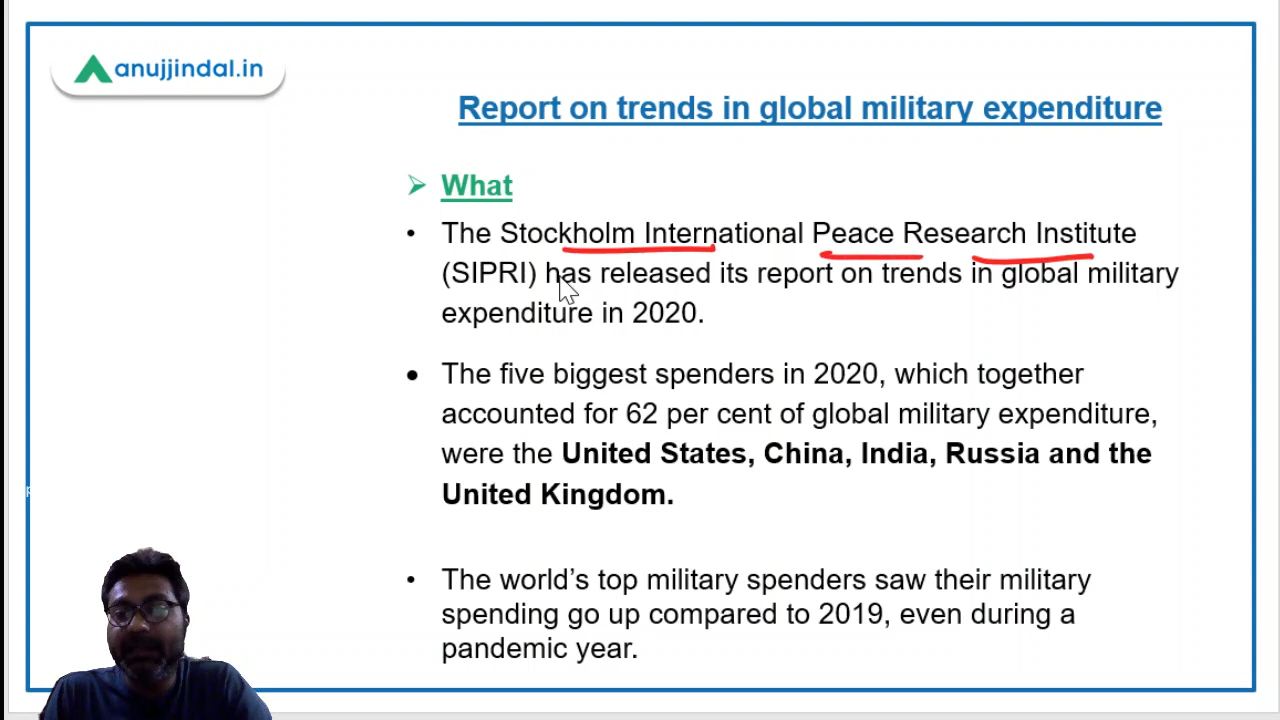 anujjindal.in
Report on trends in global military expenditure
What
The Stockholm International Peace Research Institute
(SIPRI) has released its report on trends in global military
expenditure in 2020.
The five biggest spenders in 2020, which together
accounted for 62 per cent of global military expenditure,
were the United States, China, India, Russia and the
United Kingdom.
The world's top military spenders saw their military
spending go up compared to 2019, even during a
pandemic year.